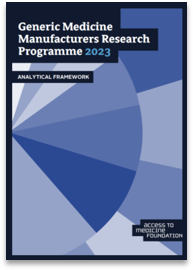 Generic Medicine
Manufacturers Research
Programme 2023
ANALYTICAL FRAMEWORK
access to
medicine
FOUNDATION